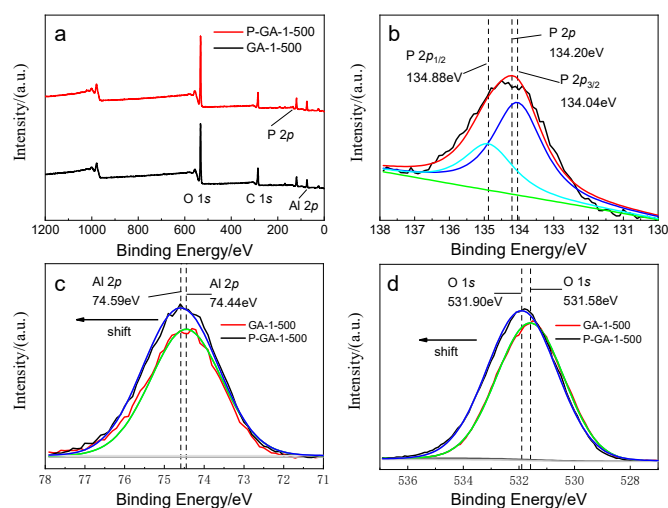 a
P-GA-1-500
GA-1-500
P 2p
O 1s
C 1s
Al 2p
Intensity/(a.u.)
1200 1000 800 600 400 200 0
Binding Energy/eV
b
P 2p
134.20eV
P 2p1/2
134.88eV
P 2p3/2
134.04eV
Intensity/(a.u.)
138 137 136 135 134 133 132 131 130
Binding Energy/eV
c
Al 2p
74.59eV
Al 2p
74.44eV
shift
GA-1-500
P-GA-1-500
Intensity/(a.u.)
78 77 76 75 74 73 72 71
Binding Energy/eV
d
O 1s
531.90eV
O 1s
531.58eV
shift
GA-1-500
P-GA-1-500
Intensity/(a.u.)
536 534 532 530 528
Binding Energy/eV